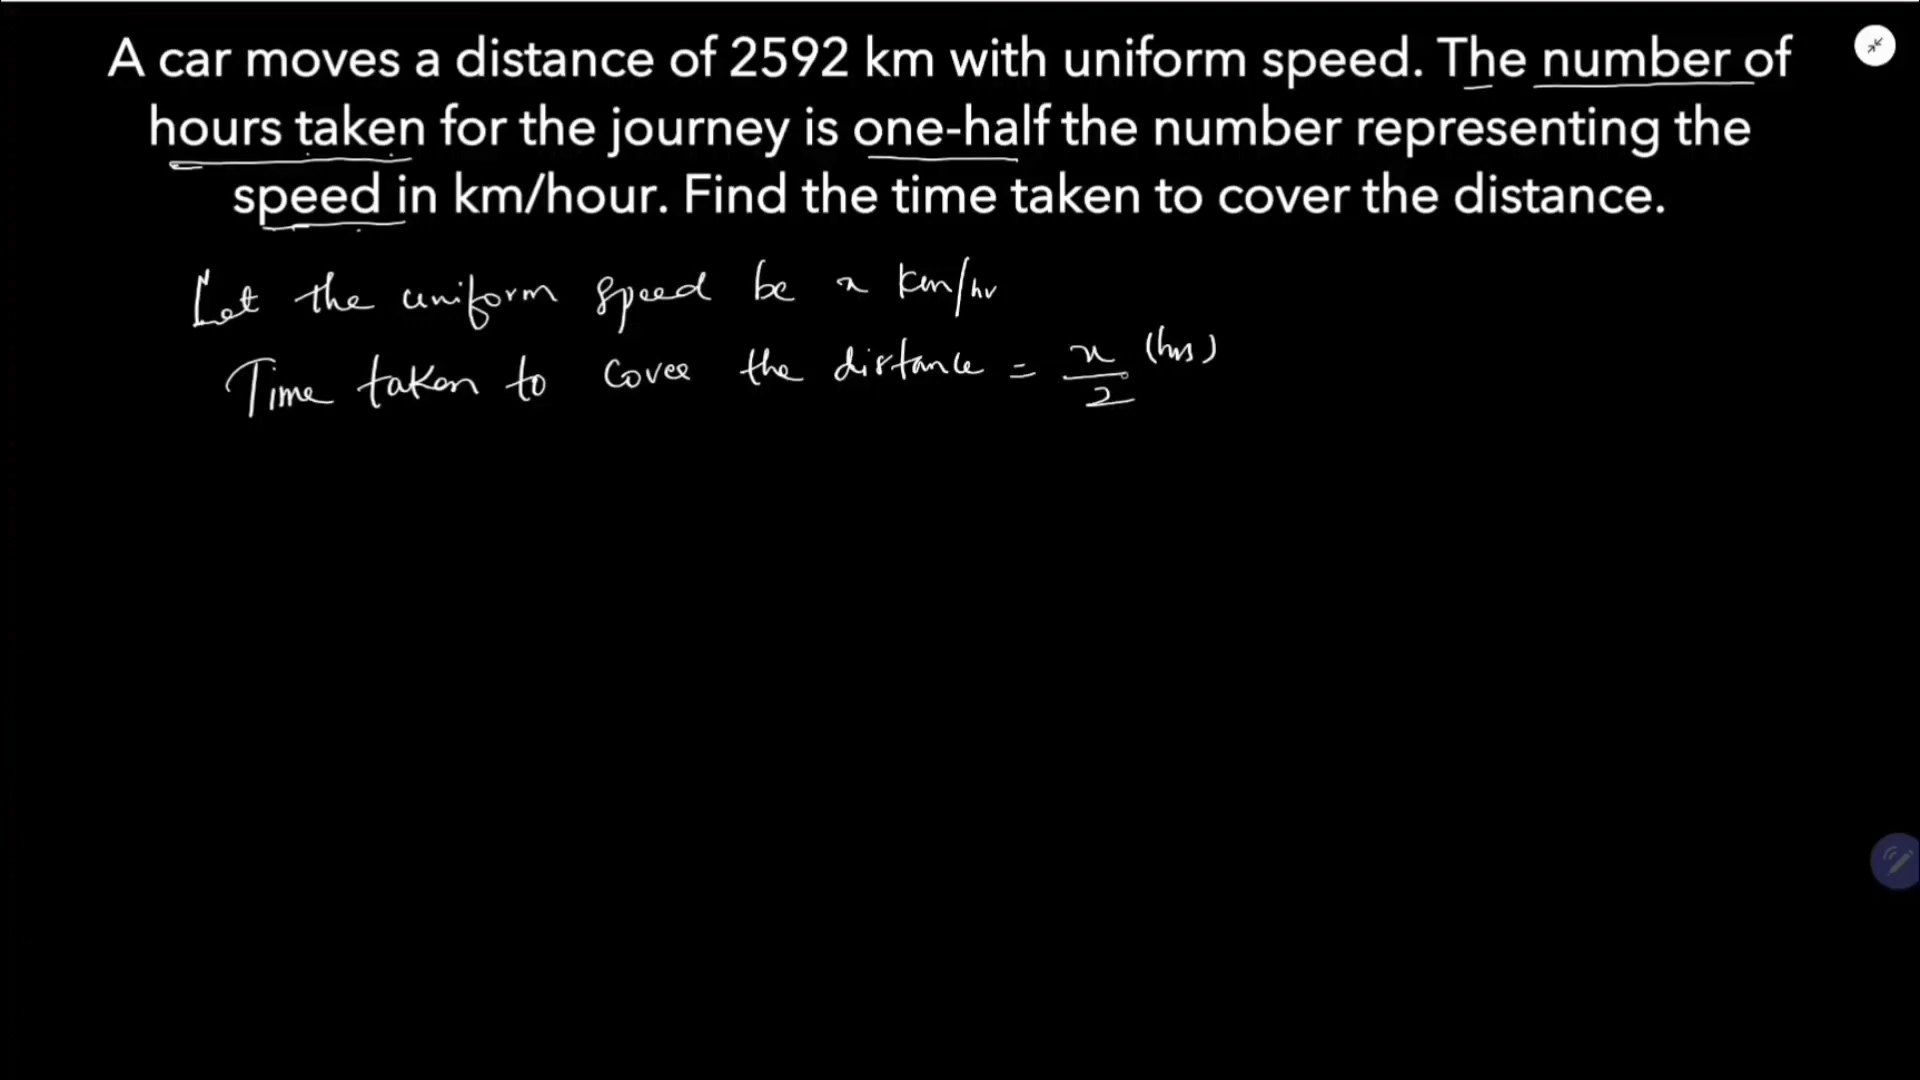 A car moves a distance of 2592 km with uniform speed. The number of
hours taken for the journey is one-half the number representing the
speed in km/hour. Find the time taken to cover the distance.
Let the uniform speed be x km/hr
Time taken to cover the distance = x/2 (hrs)